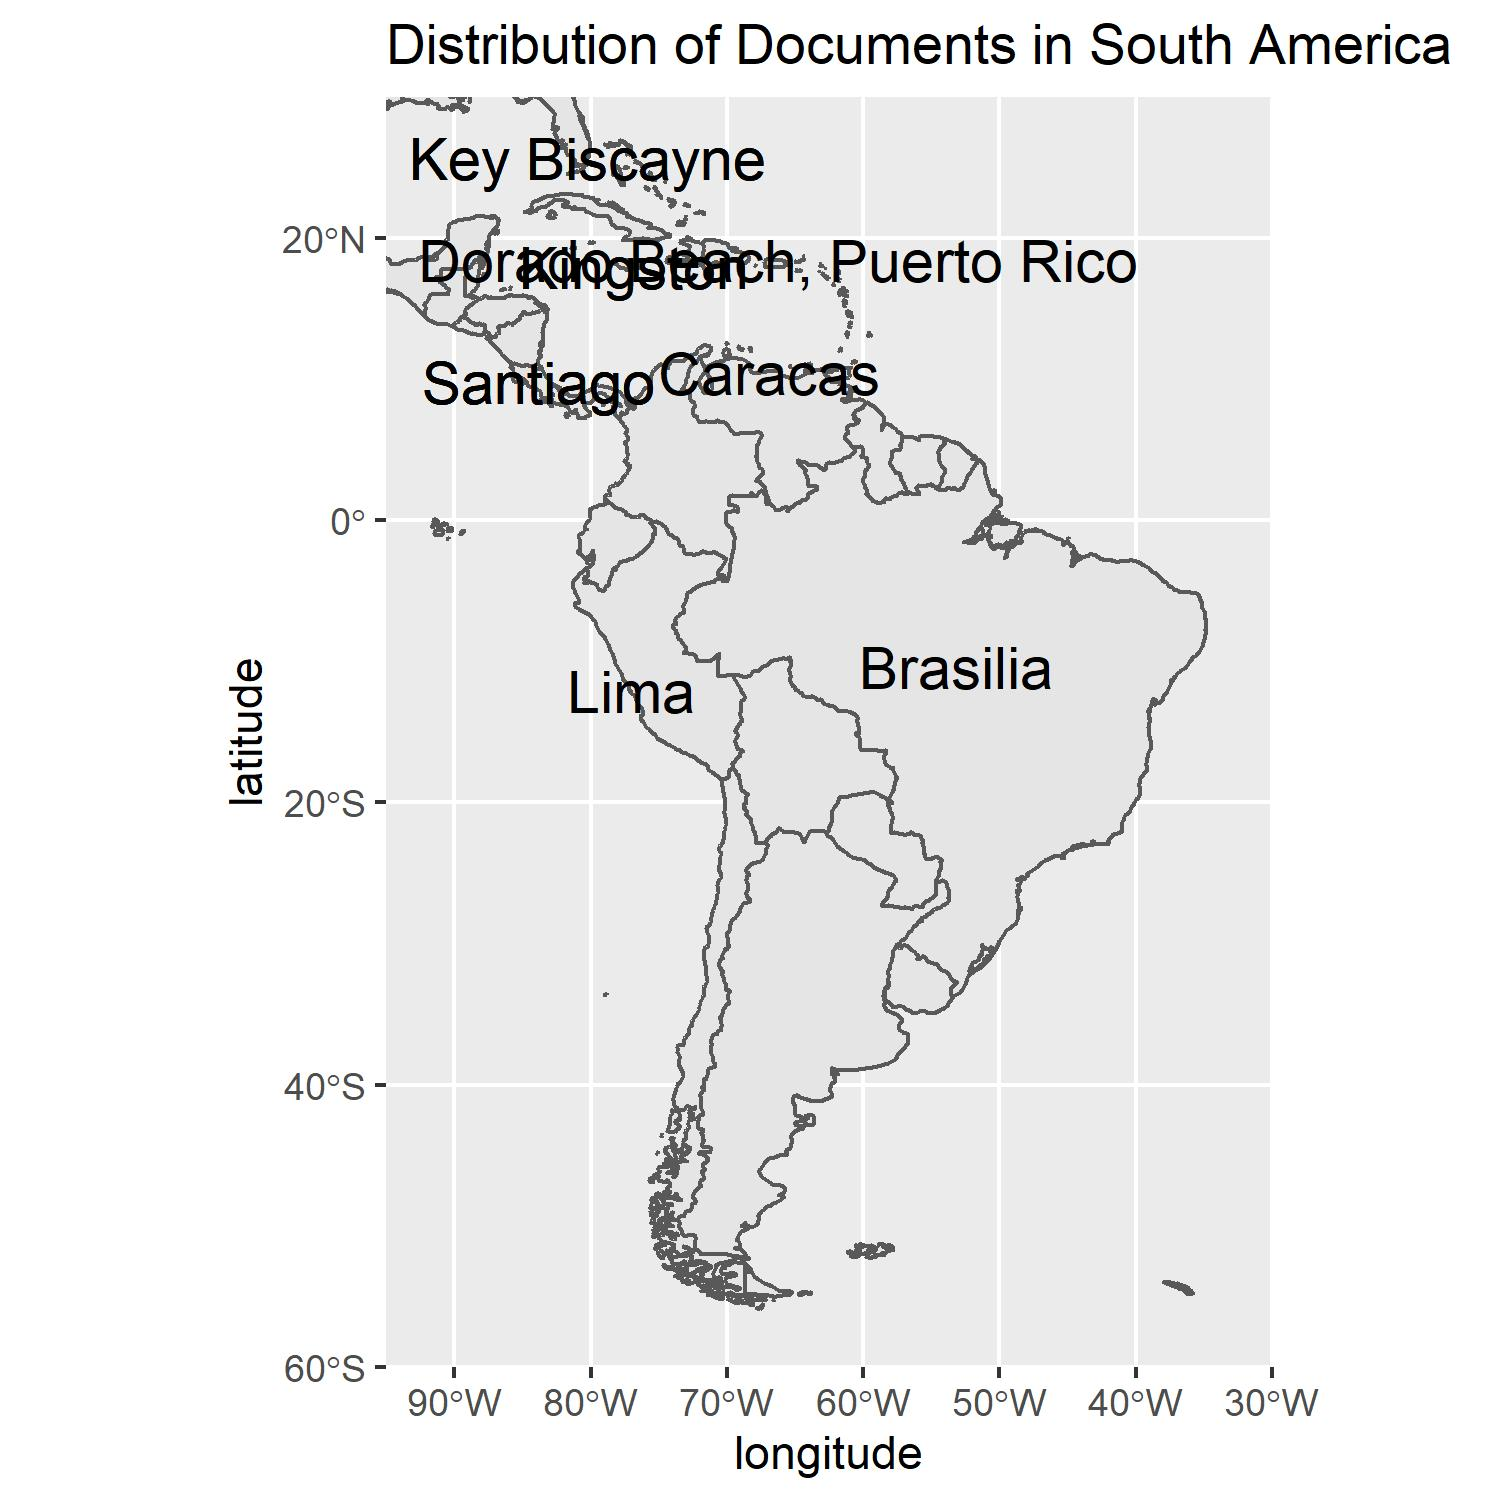 Distribution of Documents in South America
Key Biscayne
20°N
Dorado Beach, Puerto Rico
Kingston
Santiago
Caracas
0°
Brasilia
Lima
latitude
20°S
40°S
60°S
90°W 80°W 70°W 60°W 50°W 40°W 30°W
longitude